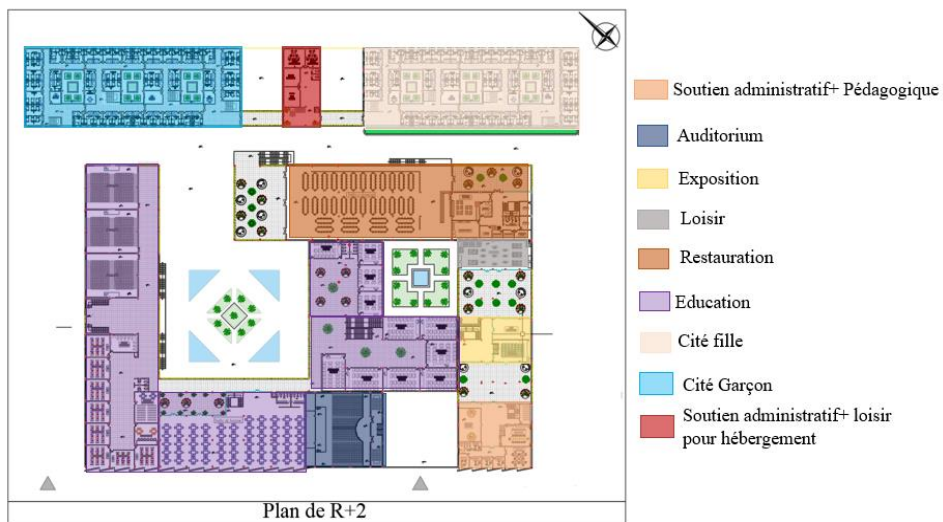 Soutien administratif+ Pédagogique
Auditorium
Exposition
Loisir
Restauration
Education
Cité fille
Cité Garçon
Soutien administratif+ loisir
pour hébergement
Plan de R+2